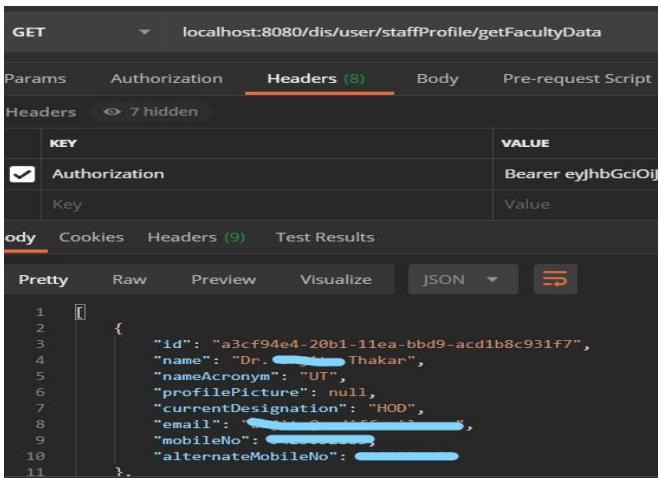 GET localhost:8080/dis/user/staffProfile/getFacultyData
Params Authorization Headers (8) Body Pre-request Script
Headers 7 hidden
KEY VALUE
Authorization Bearer eyJhbGciOiJ
Key Value
ody Cookies Headers (9) Test Results
Pretty Raw Preview Visualize JSON
1 [
2 {
3 "id": "a3cf94e4-20b1-11ea-bbd9-acd1b8c931f7",
4 "name": "Dr. Thakar",
5 "nameAcronym": "UT",
6 "profilePicture": null,
7 "currentDesignation": "HOD",
8 "email": ",
9 "mobileNo":
10 "alternateMobileNo":
11 },